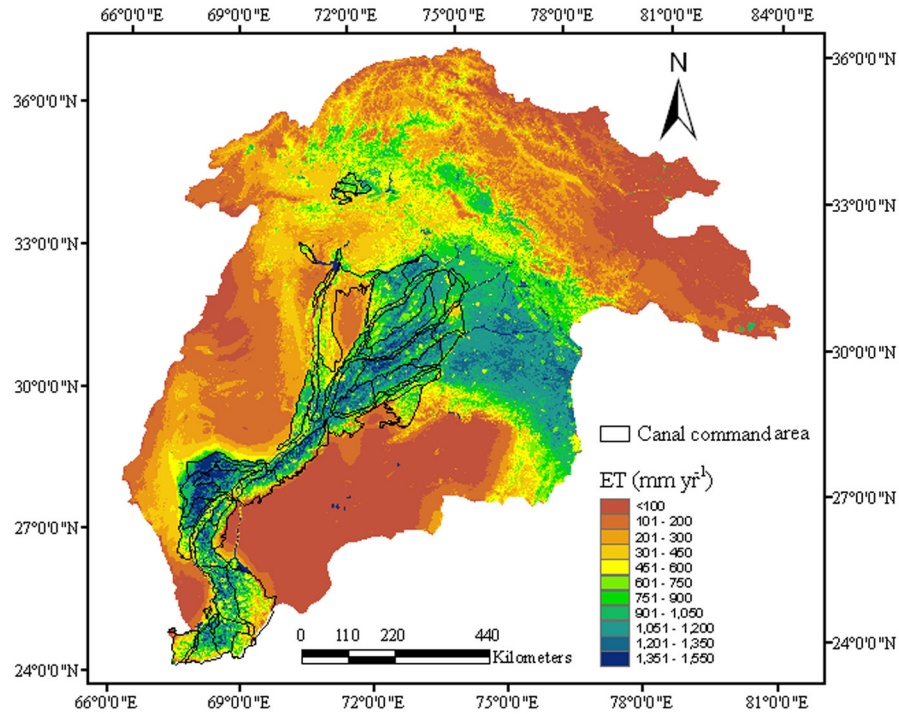 66°0'0"E 69°0'0"E 72°0'0"E 75°0'0"E 78°0'0"E 81°0'0"E 84°0'0"E
N
36°0'0"N 36°0'0"N
33°0'0"N 33°0'0"N
30°0'0"N 30°0'0"N
27°0'0"N 27°0'0"N
24°0'0"N 24°0'0"N
Canal command area
ET (mm yr-1)
<100
101 - 200
201 - 300
301 - 450
451 - 600
601 - 750
751 - 900
901 - 1,050
1,051 - 1,200
1,201 - 1,350
1,351 - 1,550
0 110 220 440
Kilometers
66°0'0"E 69°0'0"E 72°0'0"E 75°0'0"E 78°0'0"E 81°0'0"E